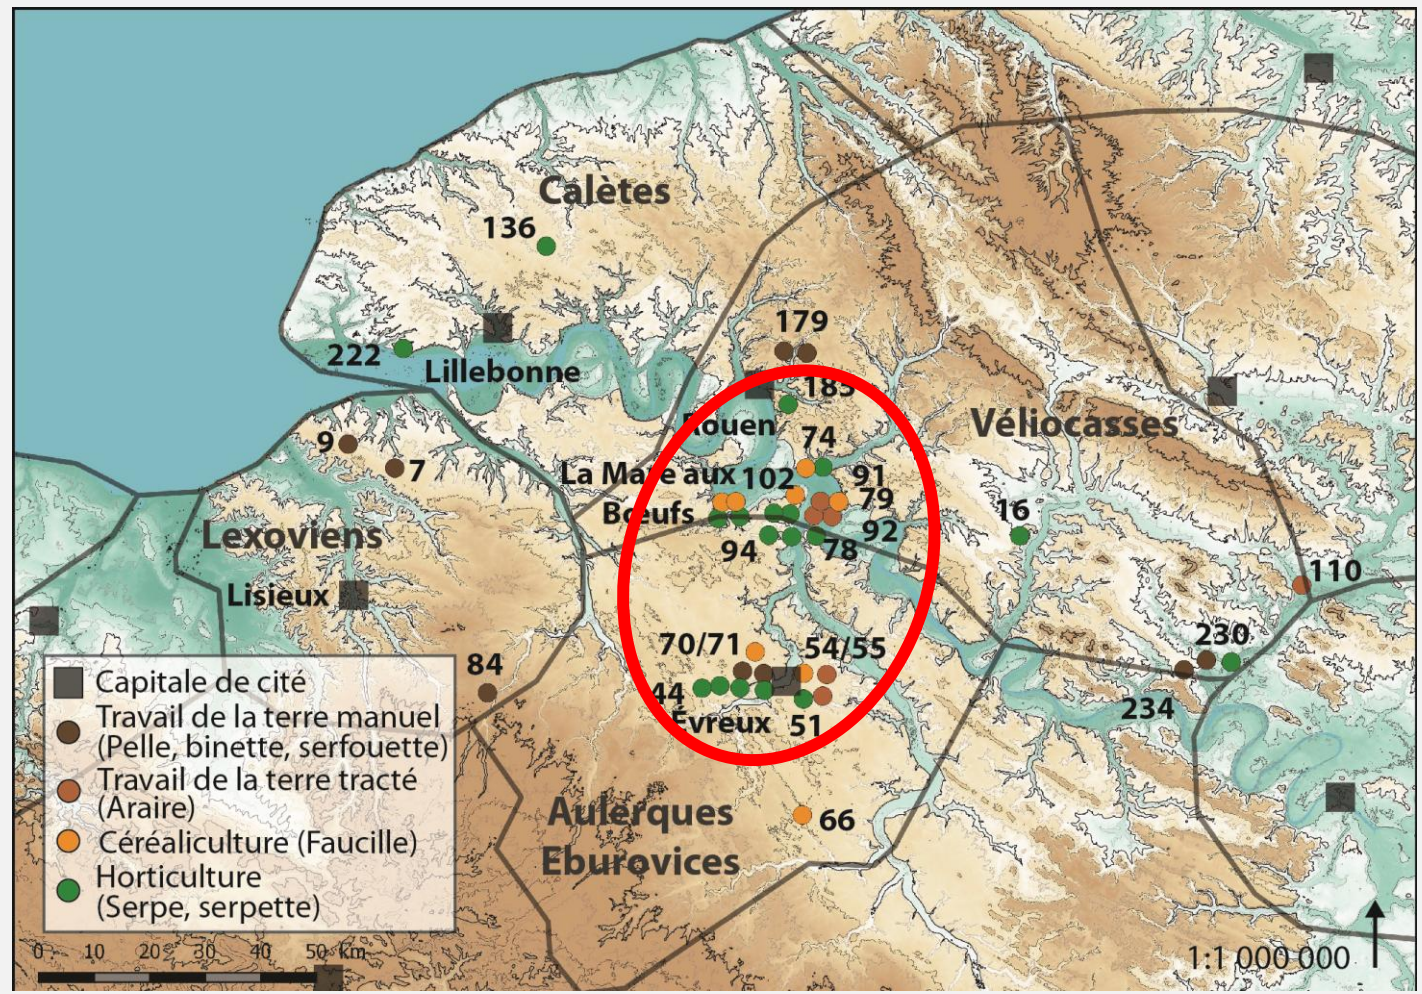 Calètes
136
179
222
Lillebonne
183
Rouen
Véliocasses
9
7
74
La Mare aux
Bœufs
102
91
79
92
16
Lexoviens
94
78
110
Lisieux
70/71
54/55
230
84
44
Évreux
51
234
Aulerques
Eburovices
66
Capitale de cité
Travail de la terre manuel
(Pelle, binette, serfouette)
Travail de la terre tracté
(Araire)
Céréaliculture (Faucille)
Horticulture
(Serpe, serpette)
0 10 20 30 40 50 km
1:1 000 000